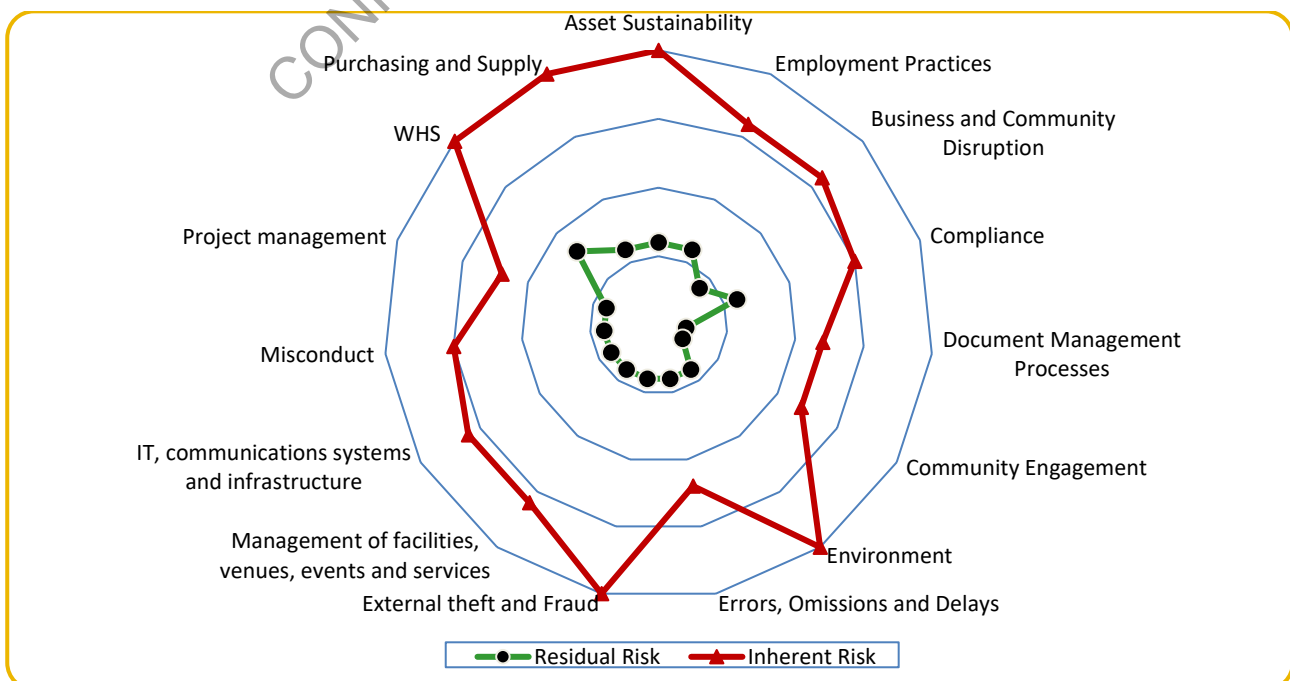 Asset Sustainability
Employment Practices
Business and Community
Disruption
Compliance
Document Management
Processes
Community Engagement
Environment
Errors, Omissions and Delays
External theft and Fraud
Management of facilities,
venues, events and services
IT, communications systems
and infrastructure
Misconduct
Project management
WHS
Purchasing and Supply
Residual Risk
Inherent Risk